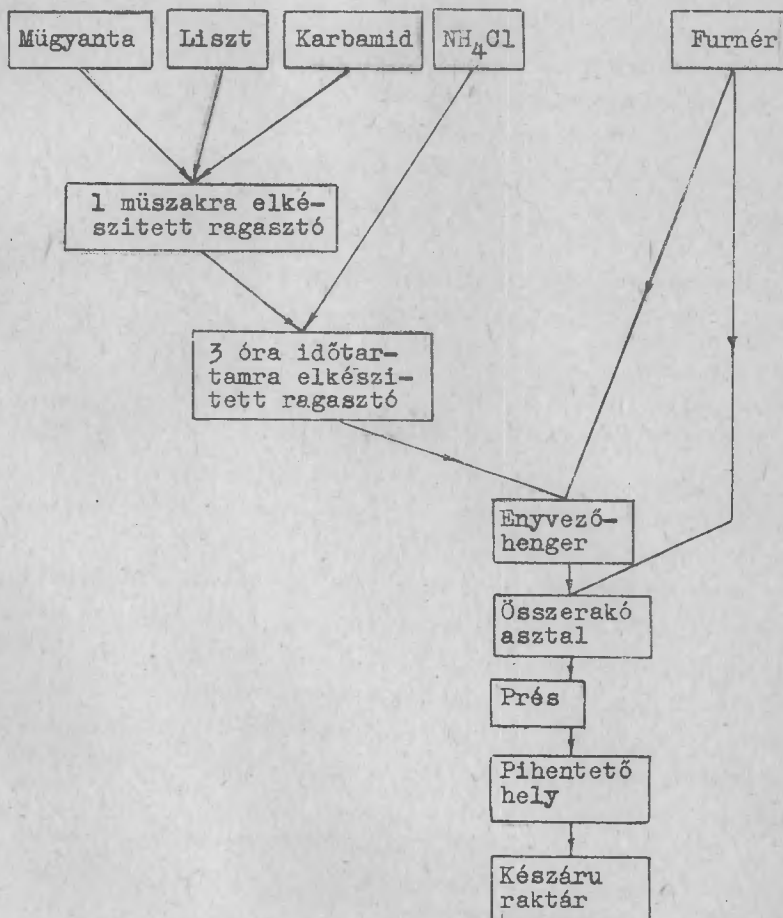 Mügyanta
Liszt
Karbamid
NH4Cl
Furnér
1 müszakra elké-
szitett ragasztó
3 óra időtar-
tamra elkészi-
tett ragasztó
Enyvező-
henger
Összerakó
asztal
Prés
Pihentető
hely
Készáru
raktár